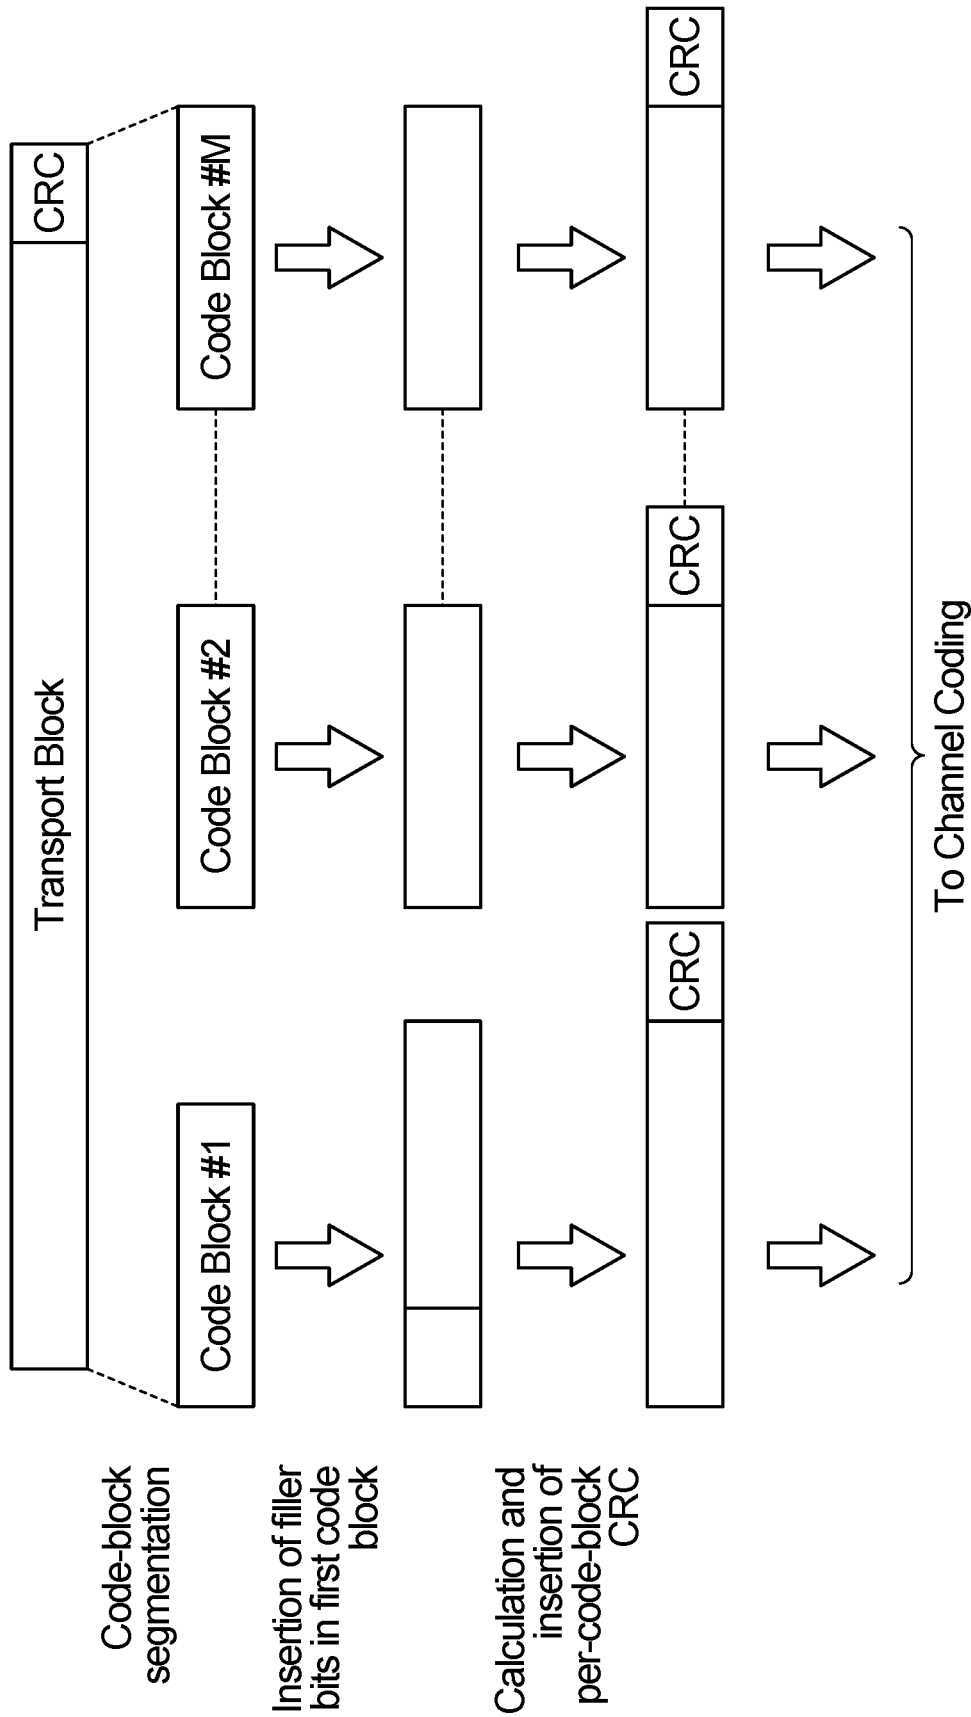 Transport Block
CRC
Code-block
segmentation
Code Block #1
Code Block #2
Code Block #M
Insertion of filler
bits in first code
block
Calculation and
insertion of
per-code-block
CRC
CRC
CRC
CRC
To Channel Coding